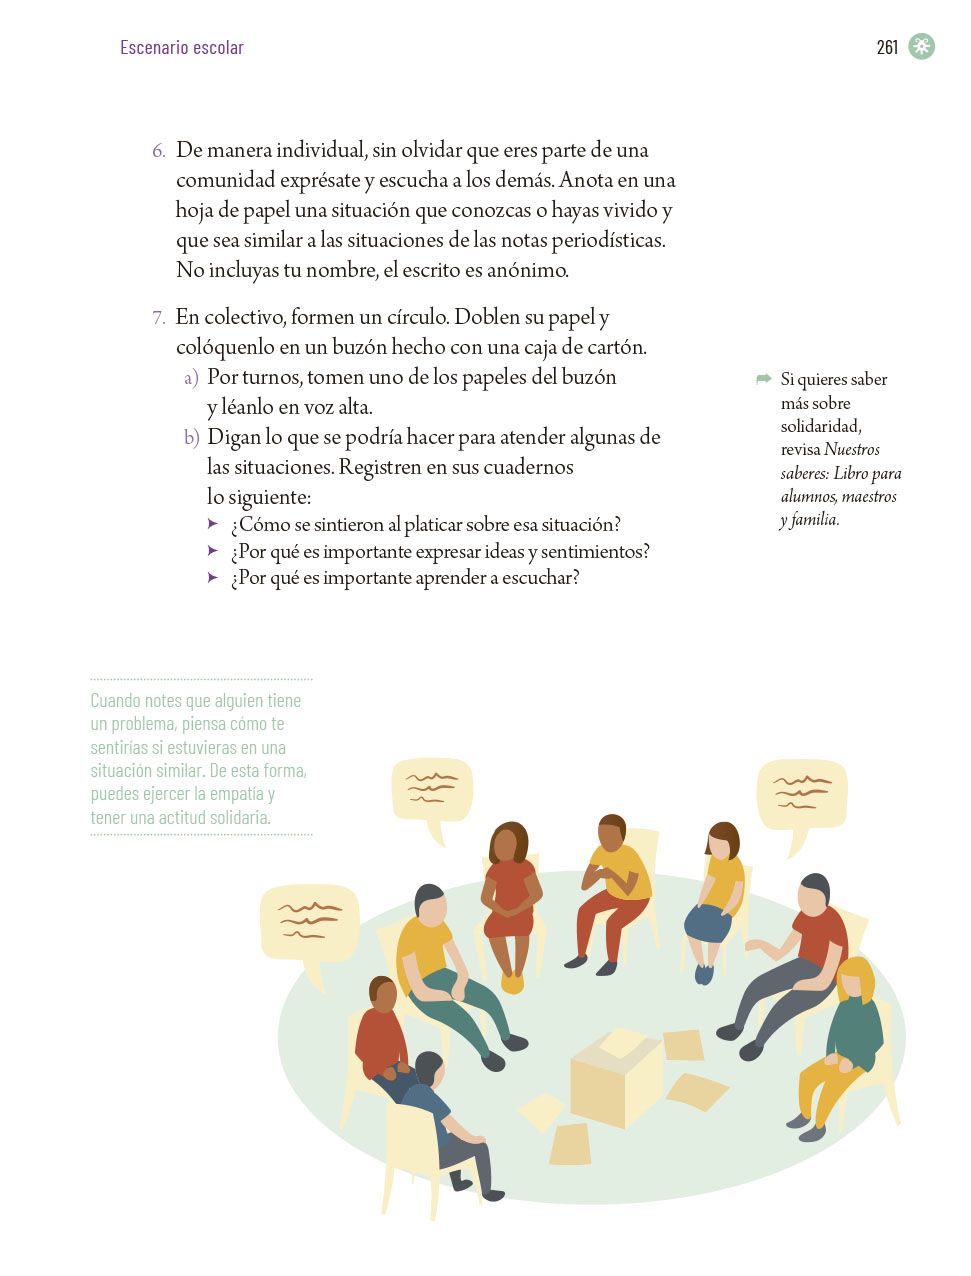 Escenario escolar
261
6. De manera individual, sin olvidar que eres parte de una
comunidad exprésate y escucha a los demás. Anota en una
hoja de papel una situación que conozcas o hayas vivido y
que sea similar a las situaciones de las notas periodísticas.
No incluyas tu nombre, el escrito es anónimo.
7. En colectivo, formen un círculo. Doblen su papel y
colóquenlo en un buzón hecho con una caja de cartón.
a) Por turnos, tomen uno de los papeles del buzón
y léanlo en voz alta.
b) Digan lo que se podría hacer para atender algunas de
las situaciones. Registren en sus cuadernos
lo siguiente:
➤ ¿Cómo se sintieron al platicar sobre esa situación?
➤ ¿Por qué es importante expresar ideas y sentimientos?
➤ ¿Por qué es importante aprender a escuchar?
Si quieres saber
más sobre
solidaridad,
revisa Nuestros
saberes: Libro para
alumnos, maestros
y familia.
Cuando notes que alguien tiene
un problema, piensa cómo te
sentirías si estuvieras en una
situación similar. De esta forma,
puedes ejercer la empatía y
tener una actitud solidaria.